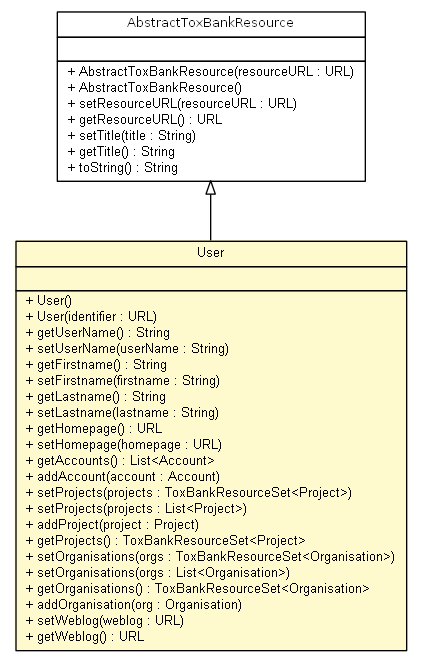 AbstractToxBankResource
+ AbstractToxBankResource(resourceURL : URL)
+ AbstractToxBankResource()
+ setResourceURL(resourceURL : URL)
+ getResourceURL() : URL
+ setTitle(title : String)
+ getTitle() : String
+ toString() : String
User
+ User()
+ User(identifier : URL)
+ getUserName() : String
+ setUserName(userName : String)
+ getFirstname() : String
+ setFirstname(firstname : String)
+ getLastname() : String
+ setLastname(lastname : String)
+ getHomepage() : URL
+ setHomepage(homepage : URL)
+ getAccounts() : List<Account>
+ addAccount(account : Account)
+ setProjects(projects : ToxBankResourceSet<Project>)
+ setProjects(projects : List<Project>)
+ addProject(project : Project)
+ getProjects() : ToxBankResourceSet<Project>
+ setOrganisations(orgs : ToxBankResourceSet<Organisation>)
+ setOrganisations(orgs : List<Organisation>)
+ getOrganisations() : ToxBankResourceSet<Organisation>
+ addOrganisation(org : Organisation)
+ setWeblog(weblog : URL)
+ getWeblog() : URL